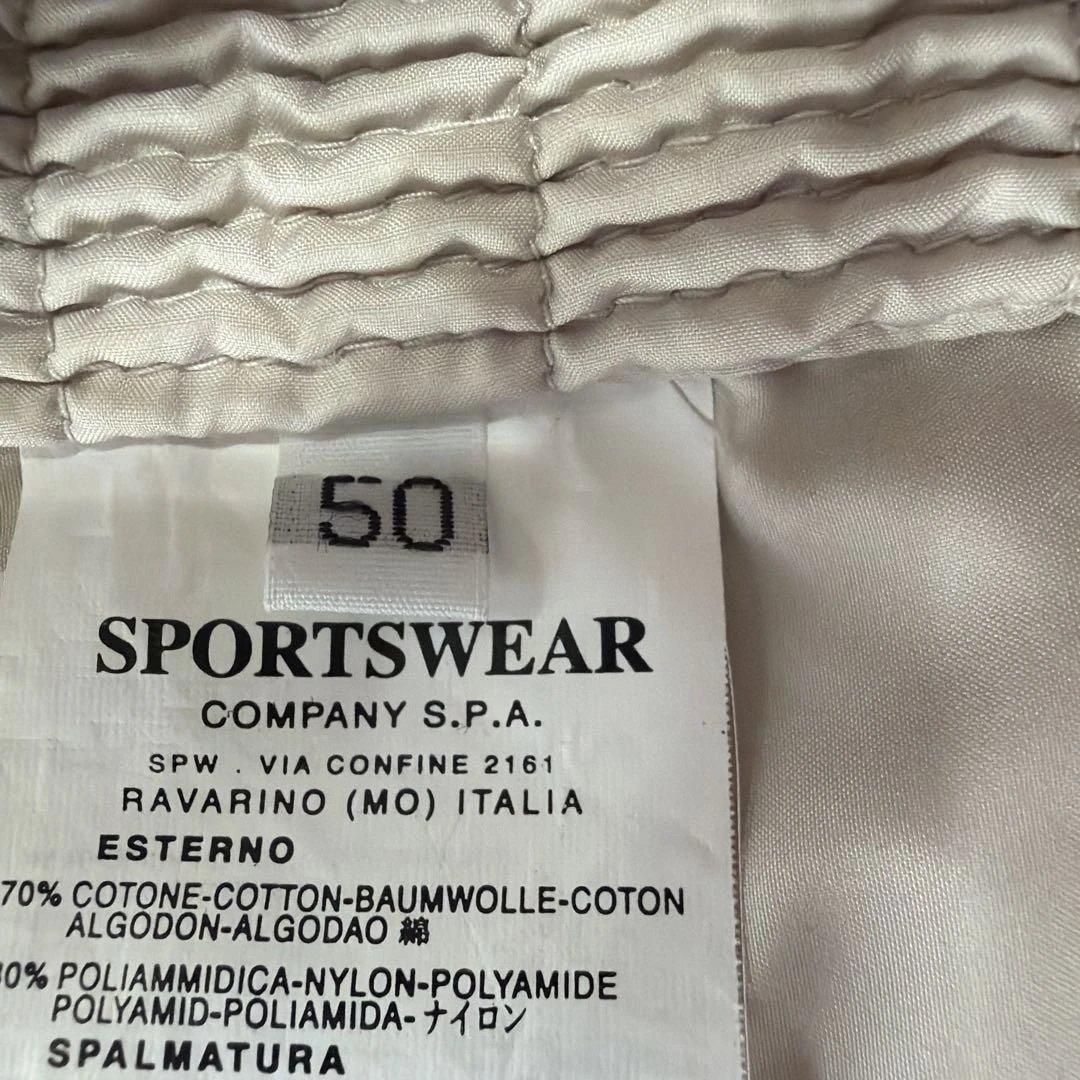 50
SPORTSWEAR
COMPANY S.P.A.
SPW . VIA CONFINE 2161
RAVARINO (MO) ITALIA
ESTERNO
70% COTONE-COTTON-BAUMWOLLE-COTON
ALGODON-ALGODAO 綿
30% POLIAMMIDICA-NYLON-POLYAMIDE
POLYAMID-POLIAMIDA-ナイロン
SPALMATURA